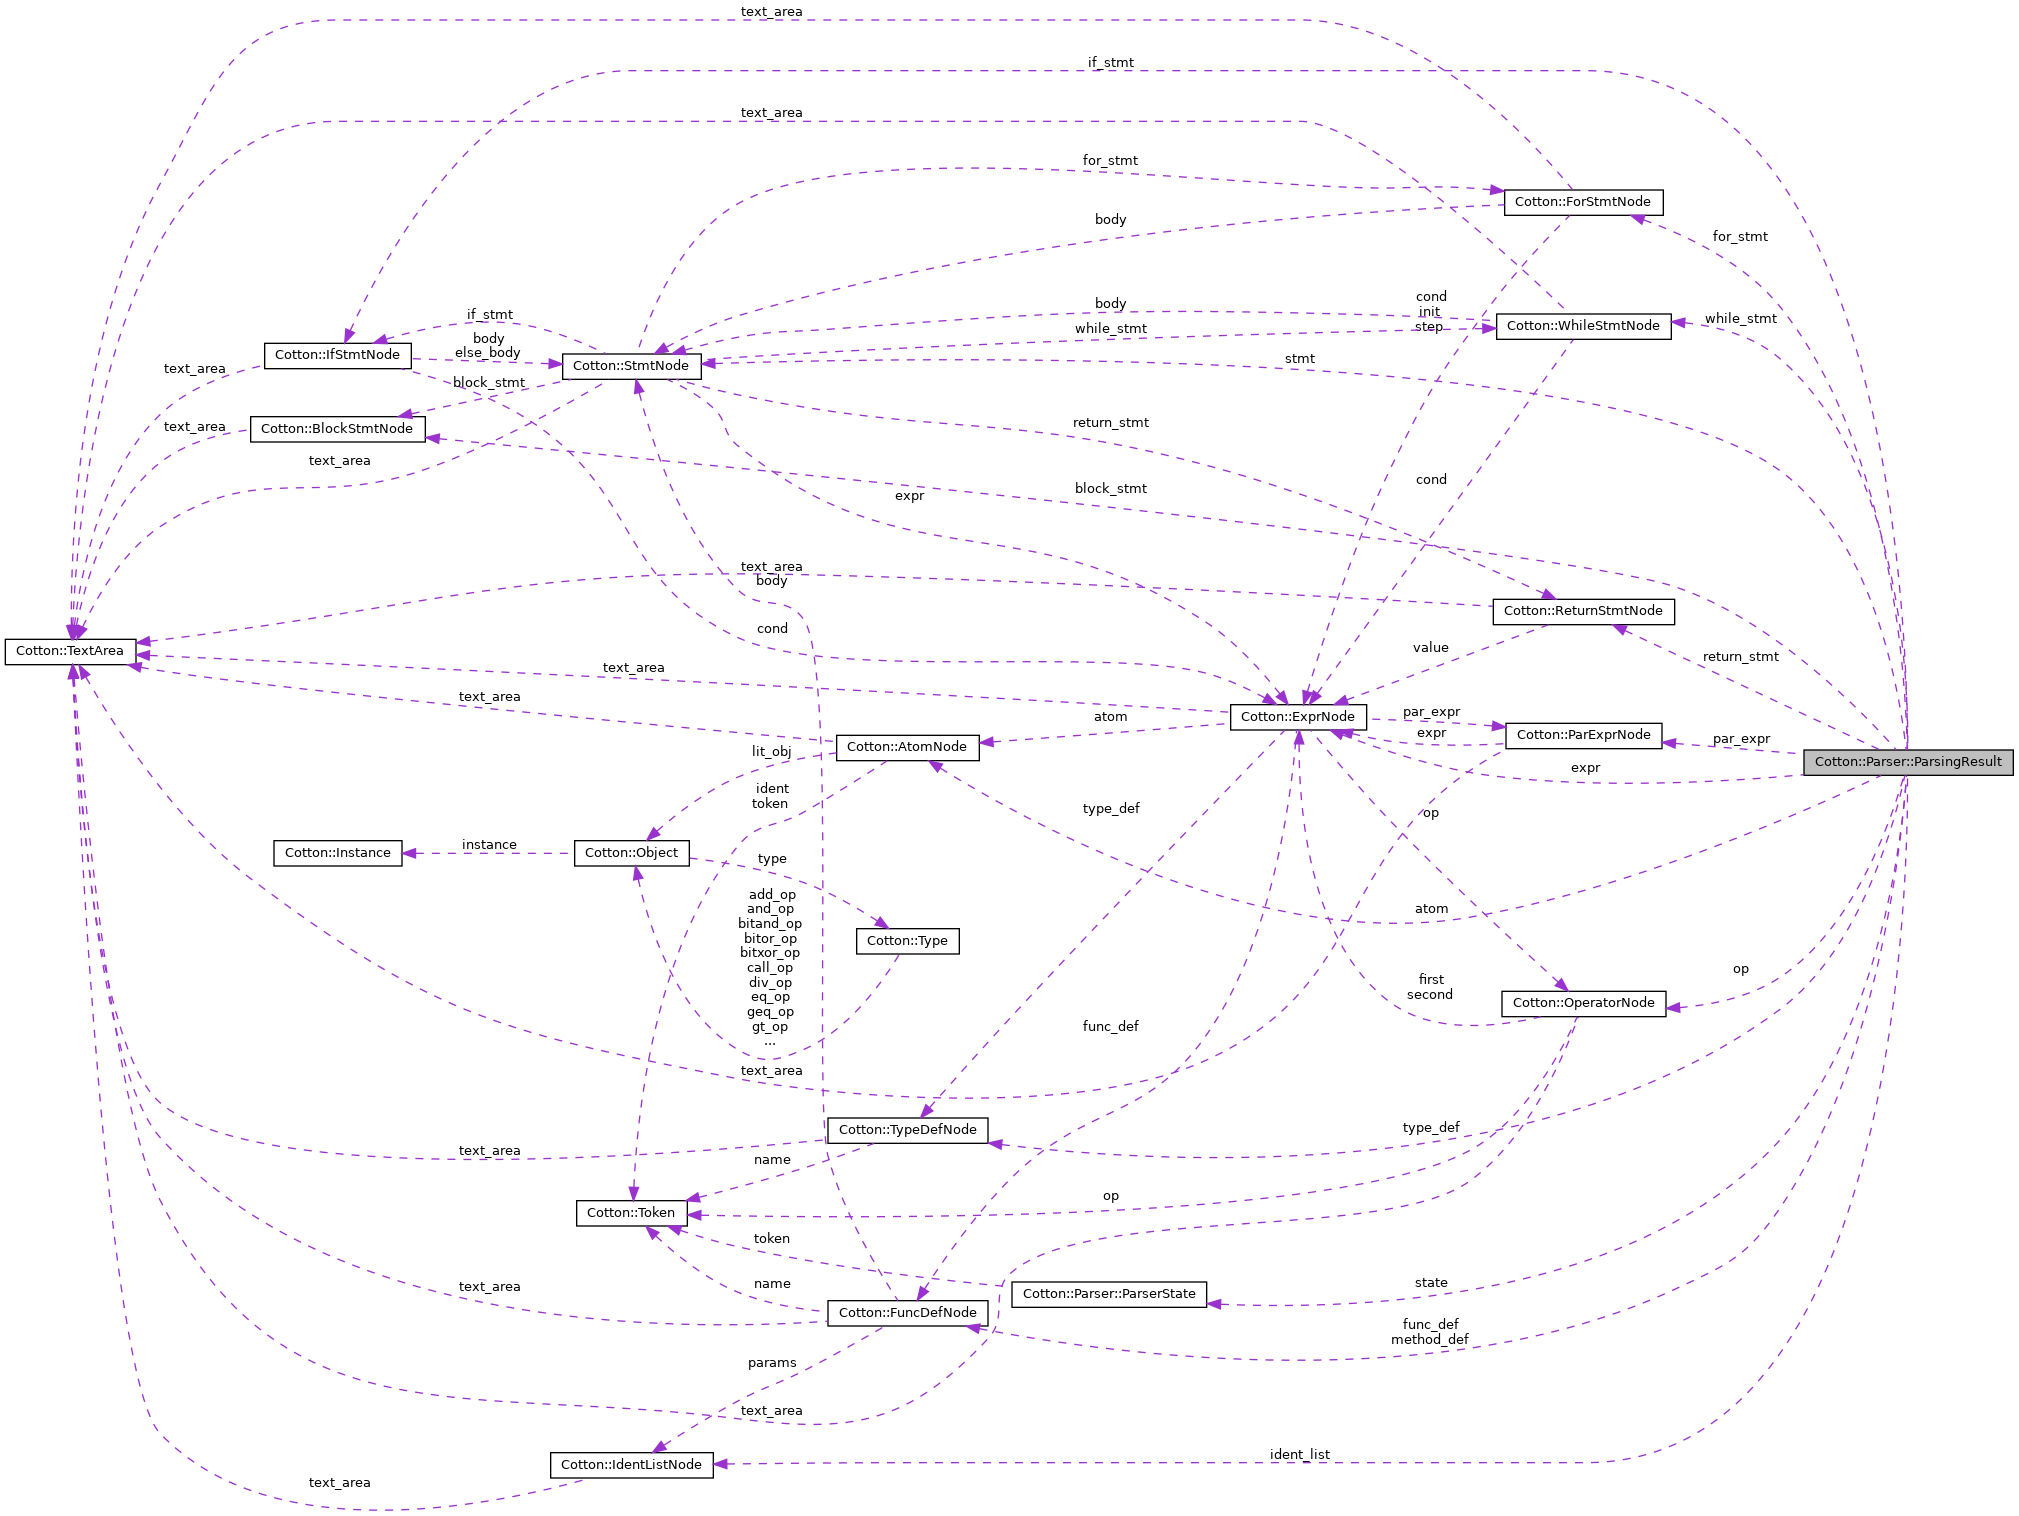 text_area
if_stmt
text_area
for_stmt
Cotton::ForStmtNode
body
for_stmt
cond
init
step
body
while_stmt
Cotton::WhileStmtNode
while_stmt
if_stmt
body
else_body
Cotton::IfStmtNode
Cotton::StmtNode
stmt
text_area
block_stmt
text_area
Cotton::BlockStmtNode
return_stmt
text_area
expr
block_stmt
cond
text_area
body
Cotton::ReturnStmtNode
cond
value
return_stmt
Cotton::TextArea
text_area
text_area
atom
Cotton::ExprNode
par_expr
expr
Cotton::ParExprNode
par_expr
Cotton::Parser::ParsingResult
expr
lit_obj
Cotton::AtomNode
ident
token
type_def
op
Cotton::Instance
instance
Cotton::Object
type
add_op
and_op
bitand_op
bitor_op
bitxor_op
call_op
div_op
eq_op
geq_op
gt_op
...
Cotton::Type
atom
op
first
second
Cotton::OperatorNode
func_def
text_area
Cotton::TypeDefNode
type_def
text_area
name
Cotton::Token
op
token
name
text_area
Cotton::FuncDefNode
Cotton::Parser::ParserState
state
func_def
method_def
params
text_area
Cotton::IdentListNode
ident_list
text_area